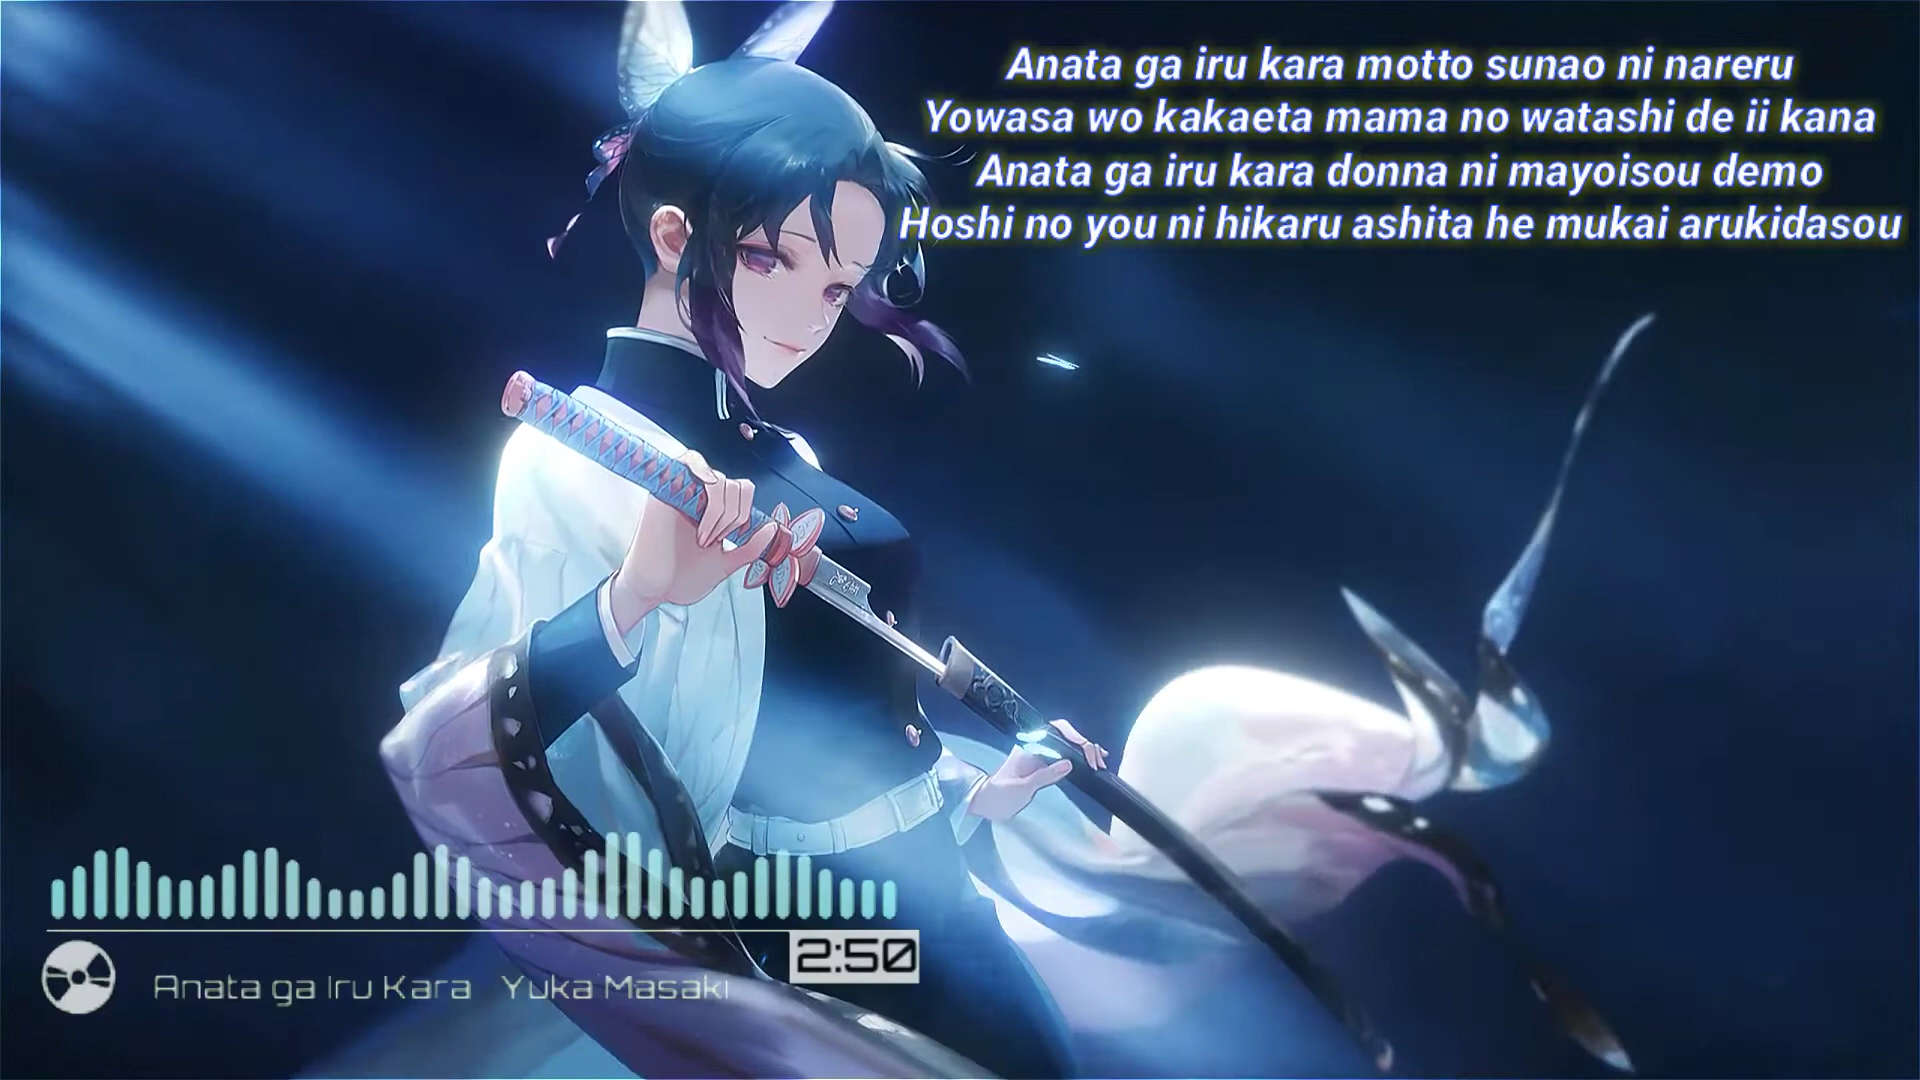 Anata ga iru kara motto sunao ni nareru
Yowasa wo kakaeta mama no watashi de ii kana
Anata ga iru kara donna ni mayoisou demo
Hoshi no you ni hikaru ashita he mukai arukidasou
2:50
Anata ga Iru Kara Yuka Masaki